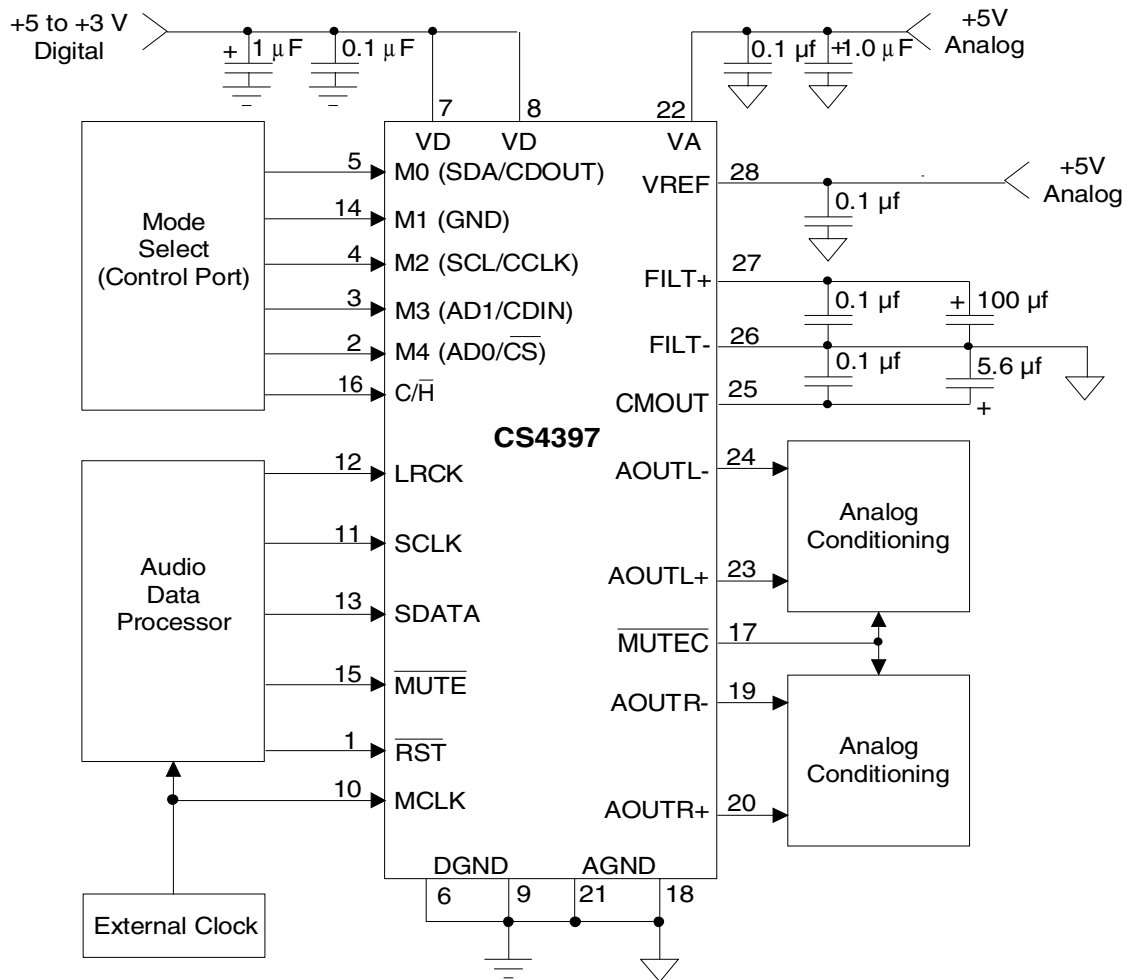 +5 to +3 V
Digital
+ 1 µF
0.1 µF
0.1 µf
+ 1.0 µF
+5V
Analog
7
8
22
VD
VD
VA
Mode
Select
(Control Port)
5
M0 (SDA/CDOUT)
14
M1 (GND)
4
M2 (SCL/CCLK)
3
M3 (AD1/CDIN)
2
M4 (AD0/C̅S̅)
16
C/H̅
VREF
28
+5V
Analog
0.1 µf
FILT+
27
0.1 µf
+ 100 µf
FILT-
26
0.1 µf
5.6 µf
CMOUT
25
+
CS4397
Audio
Data
Processor
12
LRCK
11
SCLK
13
SDATA
15
M̅U̅T̅E̅
1
R̅S̅T̅
10
MCLK
AOUTL-
24
Analog
Conditioning
AOUTL+
23
M̅U̅T̅E̅C̅
17
AOUTR-
19
Analog
Conditioning
AOUTR+
20
DGND
AGND
6
9
21
18
External Clock